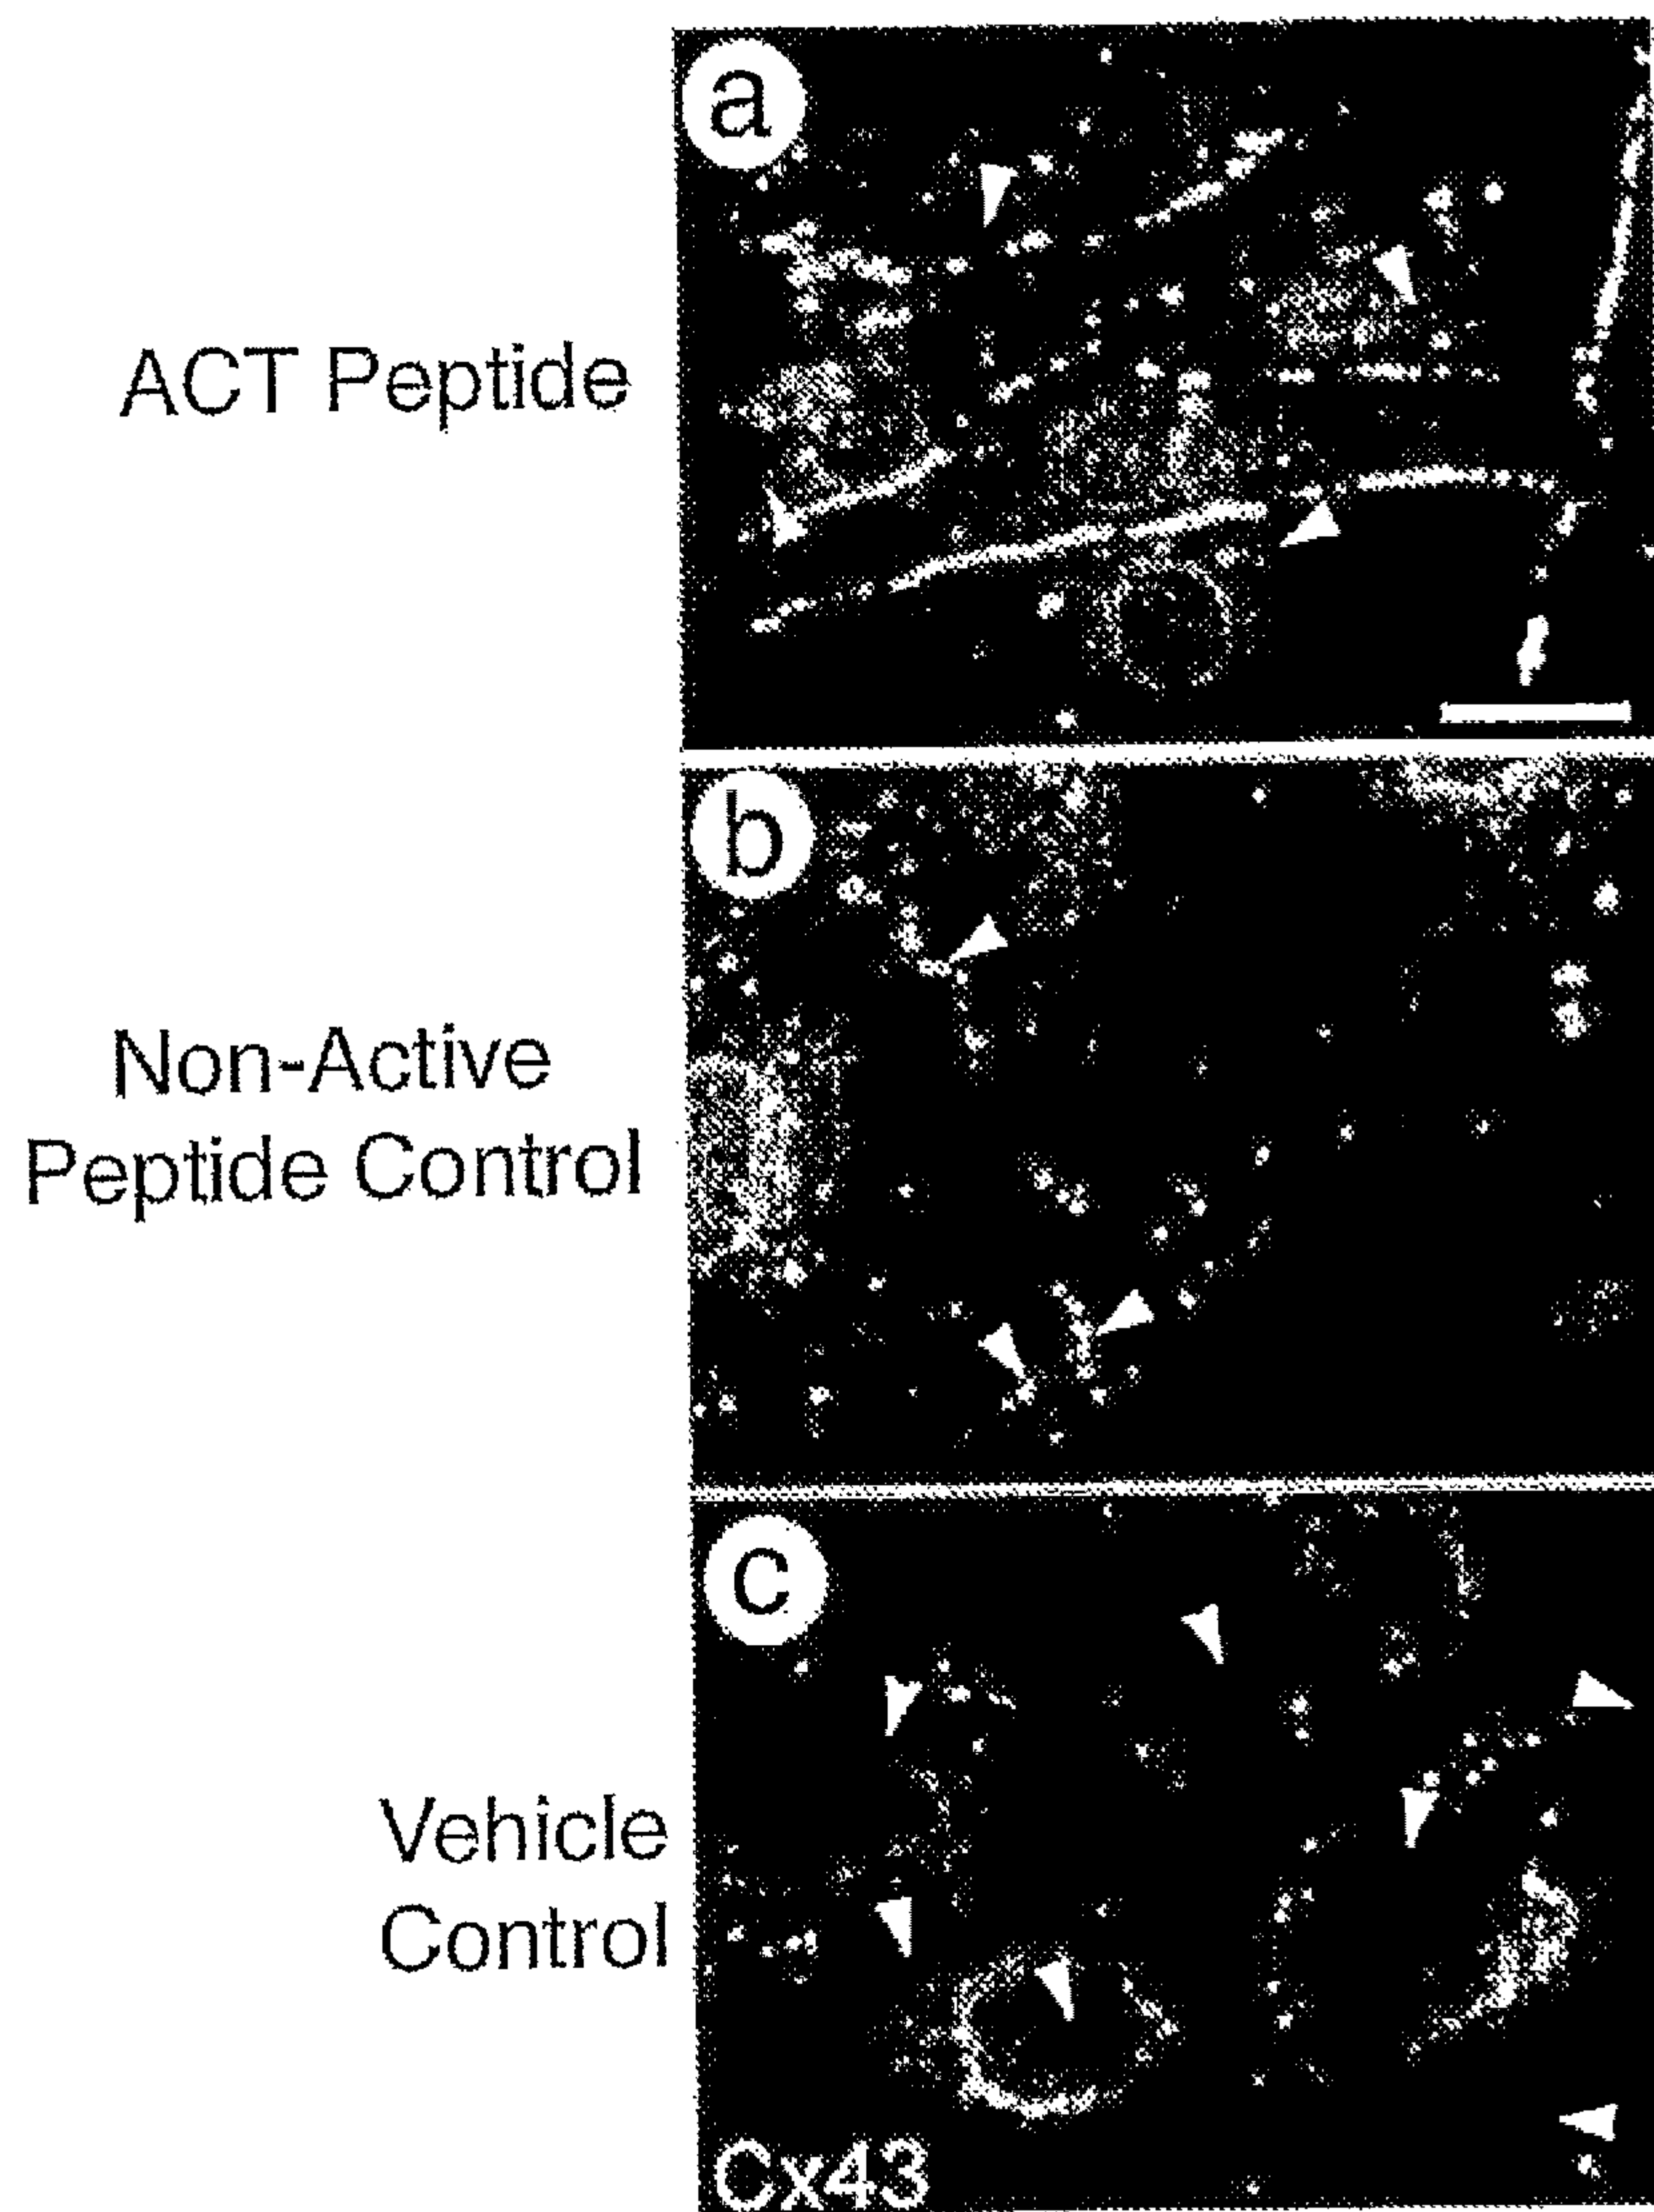 a
ACT Peptide
b
Non-Active
Peptide Control
c
Vehicle
Control
Cx43